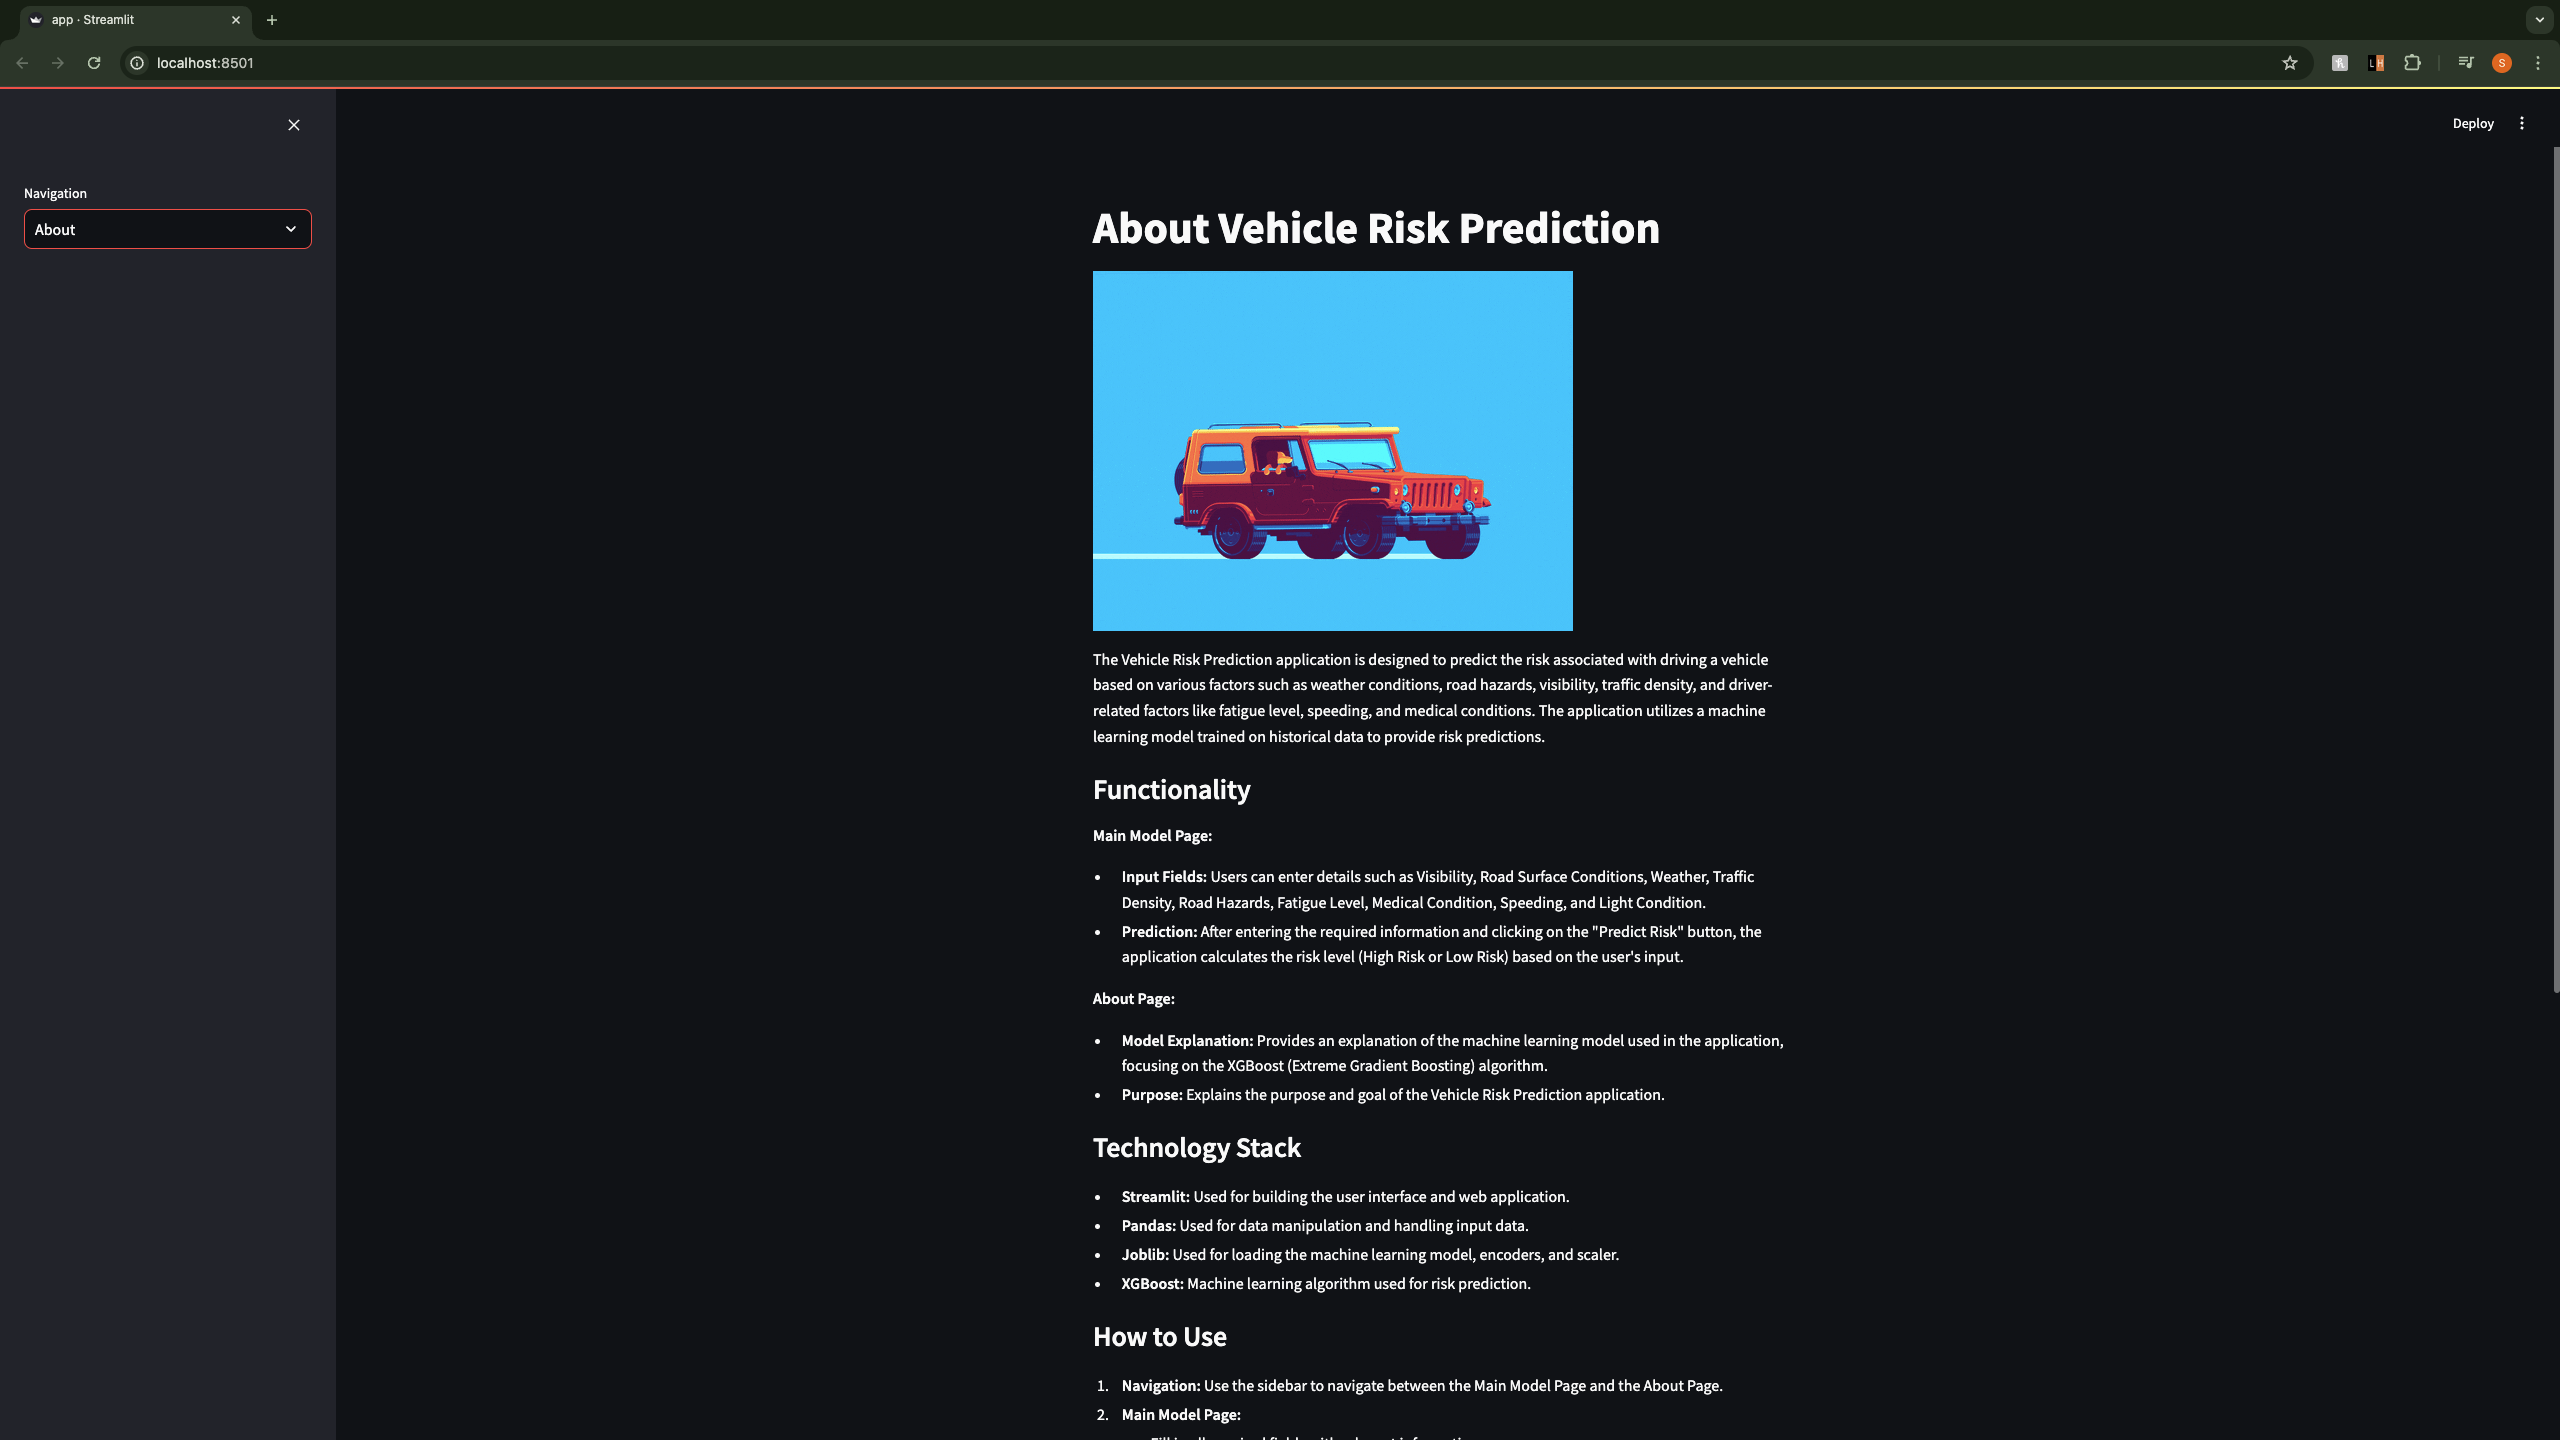 app · Streamlit
localhost:8501
LH
S
Deploy
Navigation
About
About Vehicle Risk Prediction
The Vehicle Risk Prediction application is designed to predict the risk associated with driving a vehicle
based on various factors such as weather conditions, road hazards, visibility, traffic density, and driver-
related factors like fatigue level, speeding, and medical conditions. The application utilizes a machine
learning model trained on historical data to provide risk predictions.
Functionality
Main Model Page:
• Input Fields: Users can enter details such as Visibility, Road Surface Conditions, Weather, Traffic
Density, Road Hazards, Fatigue Level, Medical Condition, Speeding, and Light Condition.
• Prediction: After entering the required information and clicking on the "Predict Risk" button, the
application calculates the risk level (High Risk or Low Risk) based on the user's input.
About Page:
• Model Explanation: Provides an explanation of the machine learning model used in the application,
focusing on the XGBoost (Extreme Gradient Boosting) algorithm.
• Purpose: Explains the purpose and goal of the Vehicle Risk Prediction application.
Technology Stack
• Streamlit: Used for building the user interface and web application.
• Pandas: Used for data manipulation and handling input data.
• Joblib: Used for loading the machine learning model, encoders, and scaler.
• XGBoost: Machine learning algorithm used for risk prediction.
How to Use
1. Navigation: Use the sidebar to navigate between the Main Model Page and the About Page.
2. Main Model Page: